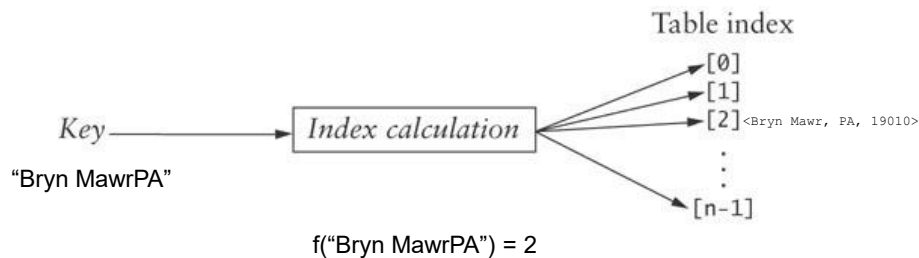 Table index
[0]
[1]
Key
Index calculation
[2]<Bryn Mawr, PA, 19010>
“Bryn MawrPA”
[n-1]
f(“Bryn MawrPA”) = 2